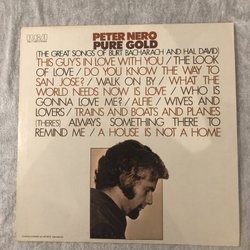 RCA
PETER NERO
PURE GOLD
(THE GREAT SONGS OF BURT BACHARACH AND HAL DAVID)
THIS GUY'S IN LOVE WITH YOU / THE LOOK
OF LOVE / DO YOU KNOW THE WAY TO
SAN JOSE? / WALK ON BY / WHAT THE
WORLD NEEDS NOW IS LOVE / WHO IS
GONNA LOVE ME? / ALFIE / WIVES AND
LOVERS / TRAINS AND BOATS AND PLANES
(THERE'S) ALWAYS SOMETHING THERE TO
REMIND ME / A HOUSE IS NOT A HOME